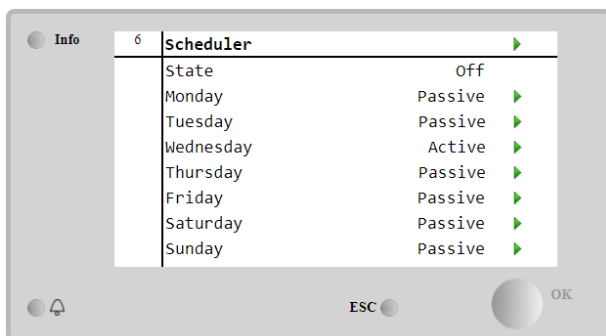 Info
6 Scheduler
State Off
Monday Passive
Tuesday Passive
Wednesday Active
Thursday Passive
Friday Passive
Saturday Passive
Sunday Passive
ESC OK